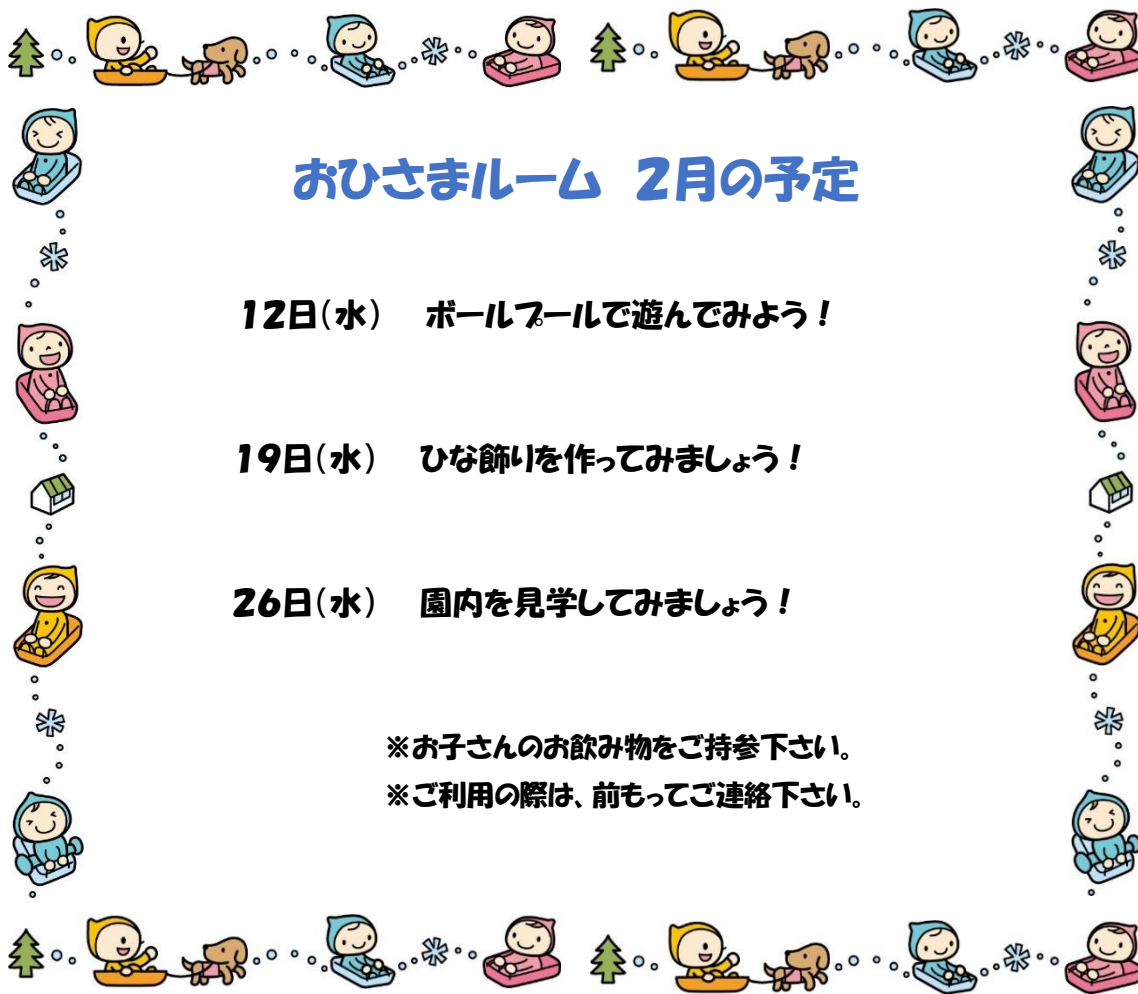 おひさまルーム 2月の予定
12日(水) ボールプールで遊んでみよう!
19日(水) ひな飾りを作ってみましょう!
26日(水) 園内を見学してみましょう!
※お子さんのお飲み物をご持参下さい。
※ご利用の際は、前もってご連絡下さい。